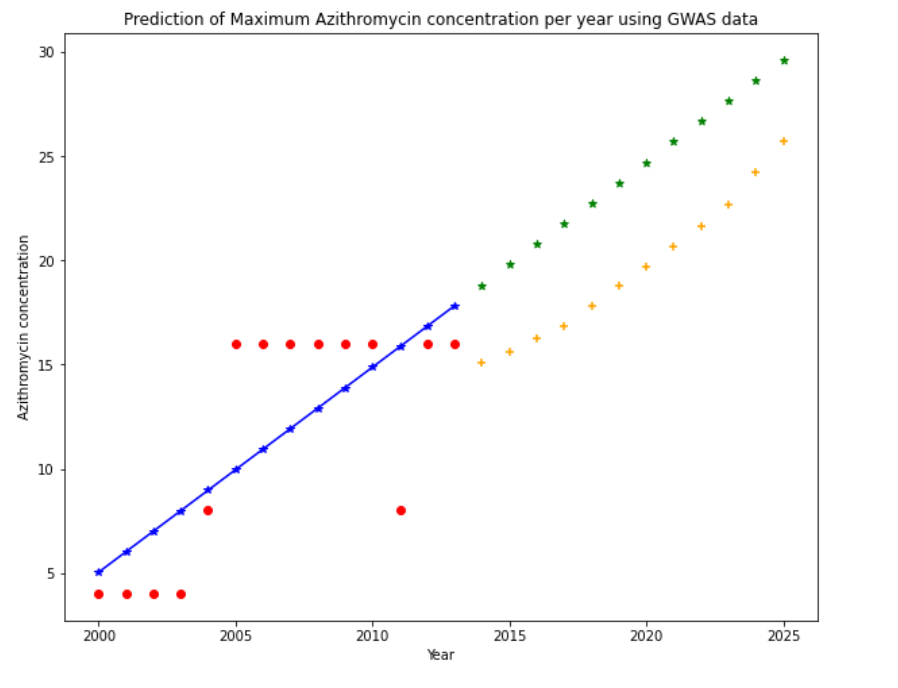 Prediction of Maximum Azithromycin concentration per year using GWAS data
30
25
20
15
10
5
Azithromycin concentration
2000 2005 2010 2015 2020 2025
Year